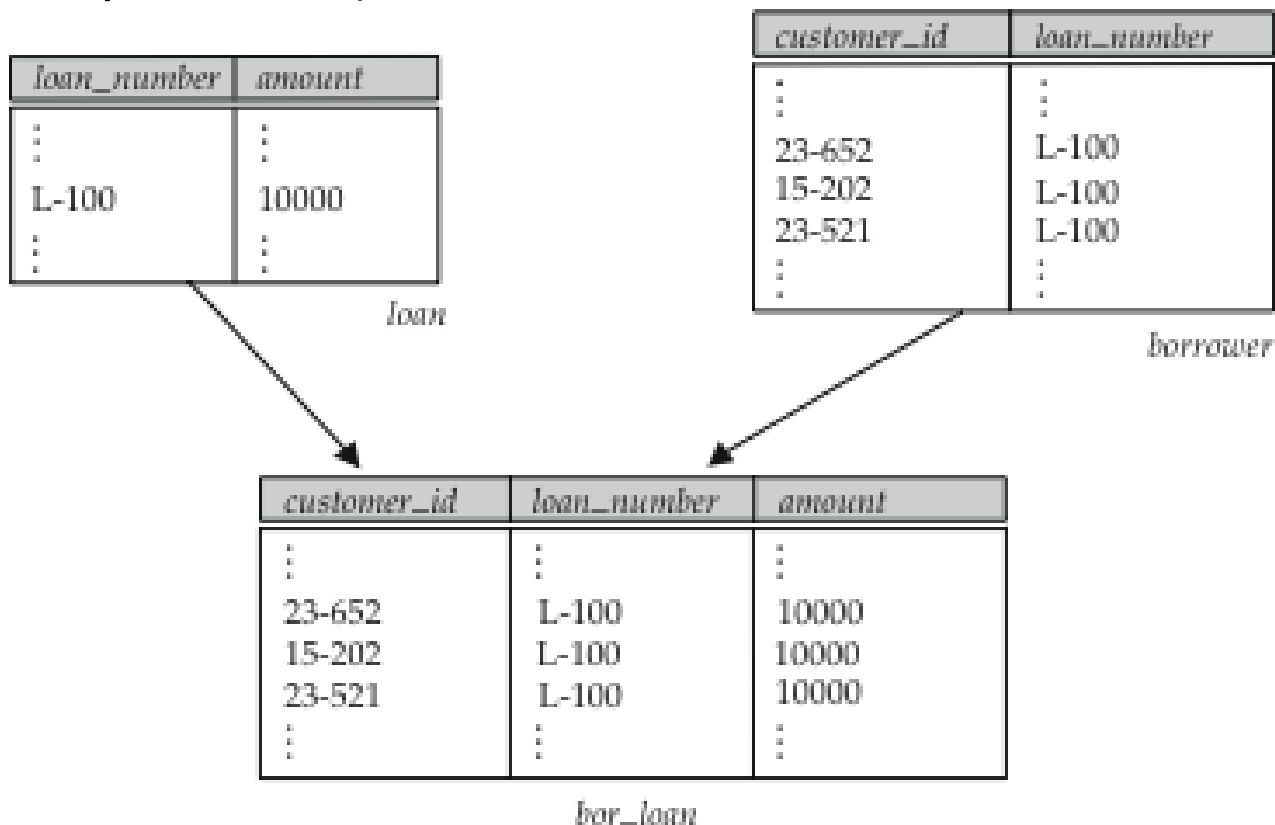 loan_number amount
⋮ ⋮
L-100 10000
⋮ ⋮
loan
customer_id loan_number
⋮ ⋮
23-652 L-100
15-202 L-100
23-521 L-100
⋮ ⋮
borrower
customer_id loan_number amount
⋮ ⋮ ⋮
23-652 L-100 10000
15-202 L-100 10000
23-521 L-100 10000
⋮ ⋮ ⋮
bor_loan